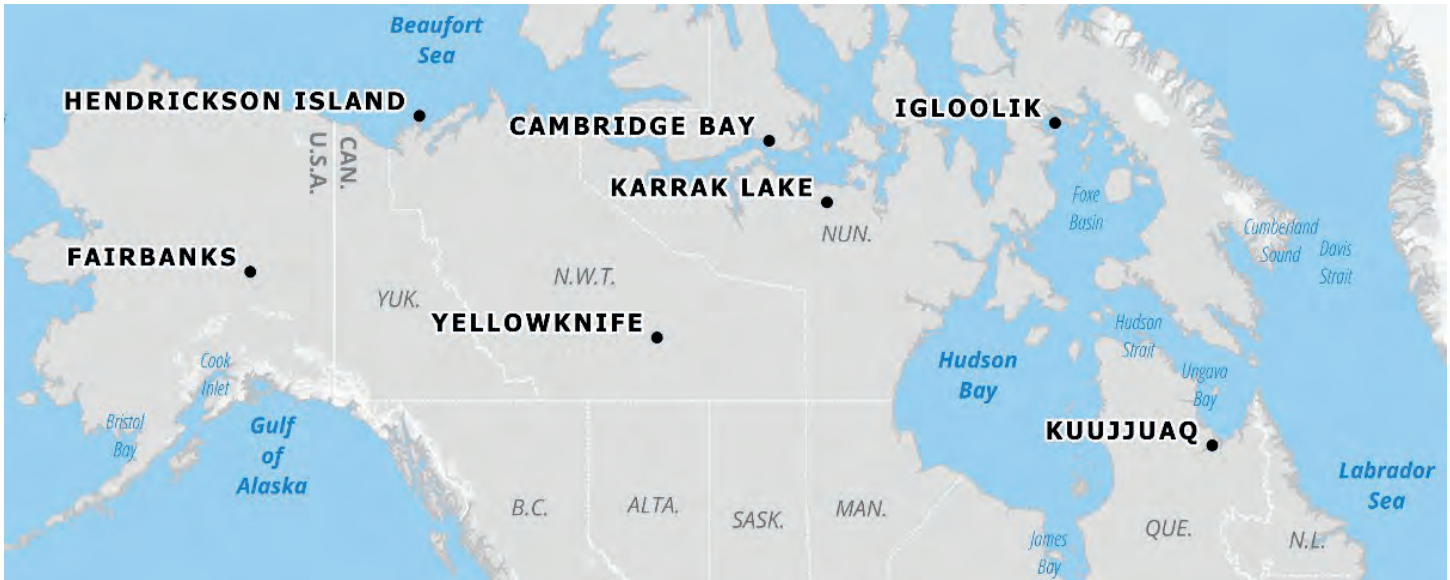 Beaufort
Sea
HENDRICKSON ISLAND
CAMBRIDGE BAY
IGLOOLIK
CAN.
U.S.A.
KARRAK LAKE
Foxe
Basin
NUN.
Cumberland
Sound
Davis
Strait
FAIRBANKS
N.W.T.
YUK.
YELLOWKNIFE
Hudson
Strait
Cook
Inlet
Hudson
Bay
Ungava
Bay
Bristol
Bay
Gulf
of
Alaska
KUUJJUAQ
Labrador
Sea
B.C.
ALTA.
SASK.
MAN.
James
Bay
QUE.
N.L.